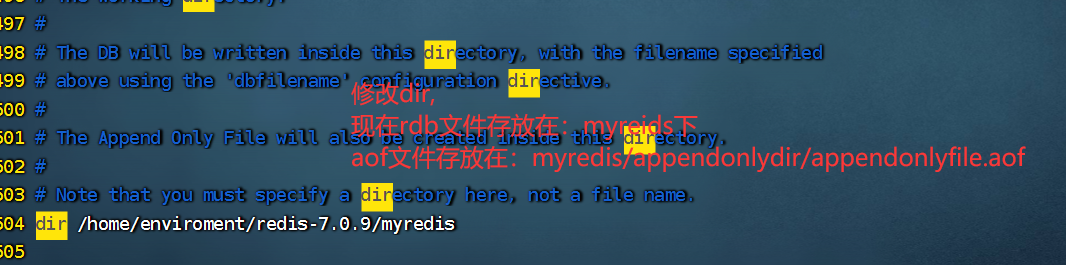 496 # The working directory.
497 #
498 # The DB will be written inside this directory, with the filename specified
499 # above using the 'dbfilename' configuration directive.
500 #
修改dir,
现在rdb文件存放在：myreids下
501 # The Append Only File will also be created inside this directory.
aof文件存放在：myredis/appendonlydir/appendonlyfile.aof
502 #
503 # Note that you must specify a directory here, not a file name.
504 dir /home/enviroment/redis-7.0.9/myredis
505